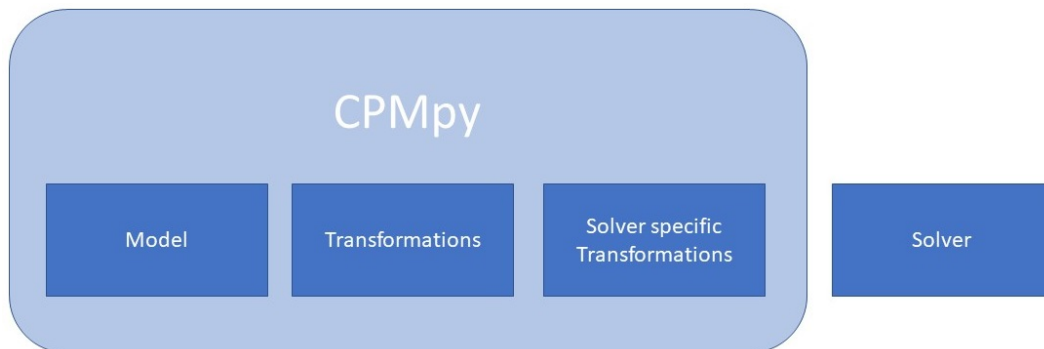 CPMpy
Model
Transformations
Solver specific
Transformations
Solver